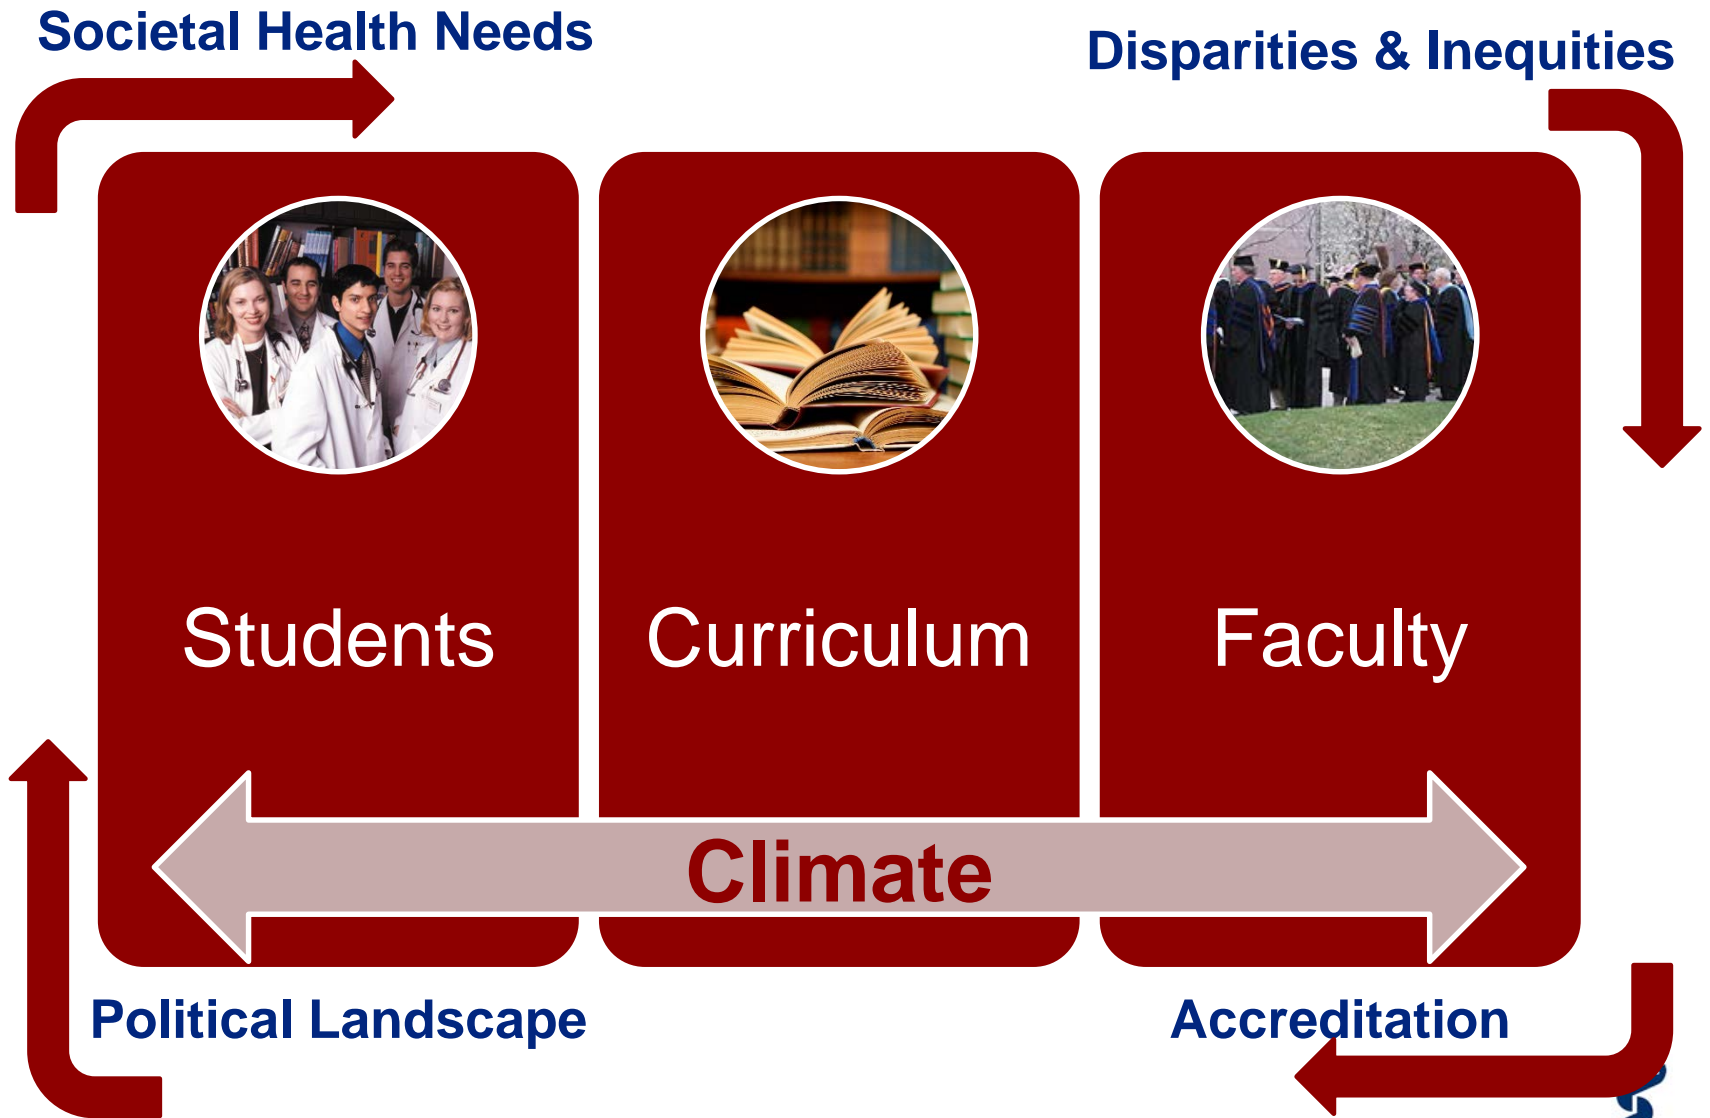 Societal Health Needs
Disparities & Inequities
Students
Curriculum
Faculty
Climate
Political Landscape
Accreditation